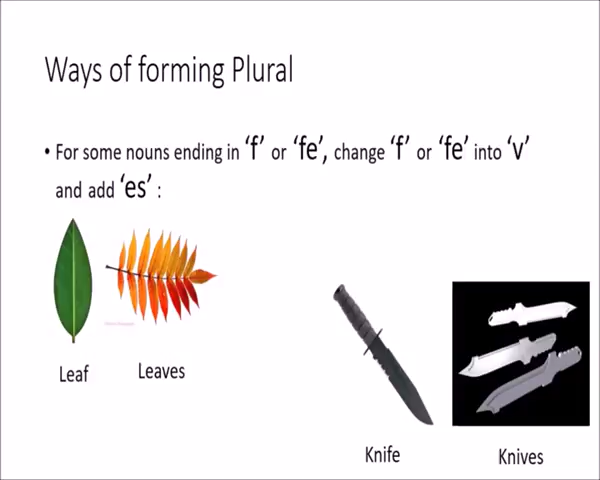 Ways of forming Plural
• For some nouns ending in ‘f’ or ‘fe’, change ‘f’ or ‘fe’ into ‘v’
and add ‘es’ :
Leaf
Leaves
Knife
Knives